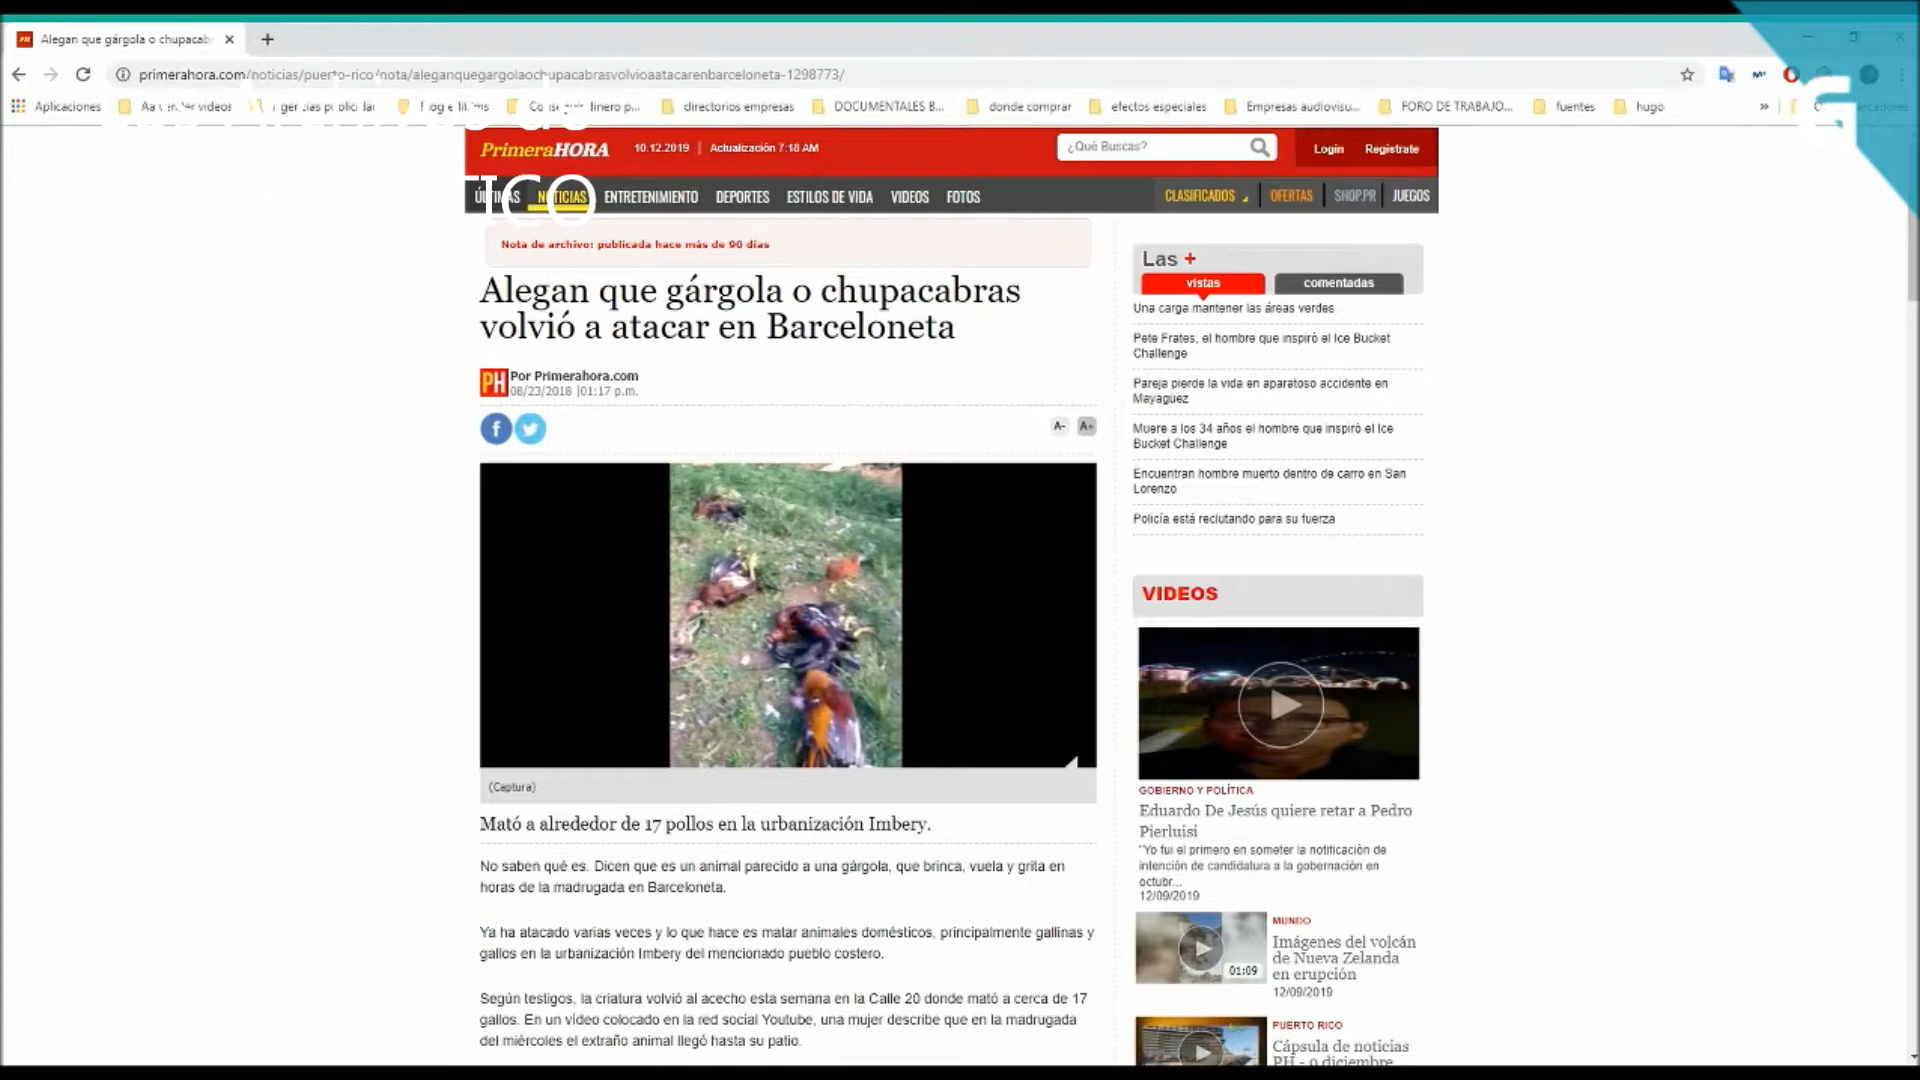 Alegan que gárgola o chupacab
primerahora.com/noticias/puerto-rico/nota/aleganquegargolaochupacabrasvolvioaatacarenbarceloneta-1298773/
Aplicaciones
directorios empresas
DOCUMENTALES B...
donde comprar
efectos especiales
Empresas audiovisu...
FORO DE TRABAJO...
fuentes
hugo
»
PrimeraHORA
10.12.2019 | Actualización 7:18 AM
¿Qué Buscas?
Login
Regístrate
ÚLTIMAS
NOTICIAS
ENTRETENIMIENTO
DEPORTES
ESTILOS DE VIDA
VIDEOS
FOTOS
CLASIFICADOS
OFERTAS
SHOP.PR
JUEGOS
TICO
Nota de archivo: publicada hace más de 90 días
Alegan que gárgola o chupacabras
volvió a atacar en Barceloneta
PH
Por Primerahora.com
08/23/2018 |01:17 p.m.
A-
A+
(Captura)
Mató a alrededor de 17 pollos en la urbanización Imbery.
No saben qué es. Dicen que es un animal parecido a una gárgola, que brinca, vuela y grita en
horas de la madrugada en Barceloneta.
Ya ha atacado varias veces y lo que hace es matar animales domésticos, principalmente gallinas y
gallos en la urbanización Imbery del mencionado pueblo costero.
Según testigos, la criatura volvió al acecho esta semana en la Calle 20 donde mató a cerca de 17
gallos. En un vídeo colocado en la red social Youtube, una mujer describe que en la madrugada
del miércoles el extraño animal llegó hasta su patio.
Las +
vistas
comentadas
Una carga mantener las áreas verdes
Pete Frates, el hombre que inspiró el Ice Bucket
Challenge
Pareja pierde la vida en aparatoso accidente en
Mayagüez
Muere a los 34 años el hombre que inspiró el Ice
Bucket Challenge
Encuentran hombre muerto dentro de carro en San
Lorenzo
Policía está reclutando para su fuerza
VIDEOS
GOBIERNO Y POLÍTICA
Eduardo De Jesús quiere retar a Pedro
Pierluisi
"Yo fui el primero en someter la notificación de
intención de candidatura a la gobernación en
octubr...
12/09/2019
01:09
MUNDO
Imágenes del volcán
de Nueva Zelanda
en erupción
12/09/2019
PUERTO RICO
Cápsula de noticias
PH - 9 diciembre